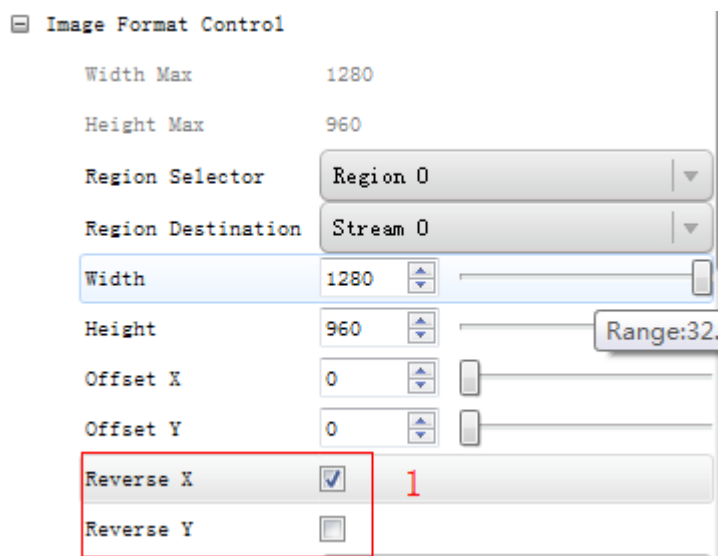 Image Format Control
Width Max 1280
Height Max 960
Region Selector Region 0
Region Destination Stream 0
Width 1280
Height 960
Range:32.
Offset X 0
Offset Y 0
Reverse X 1
Reverse Y